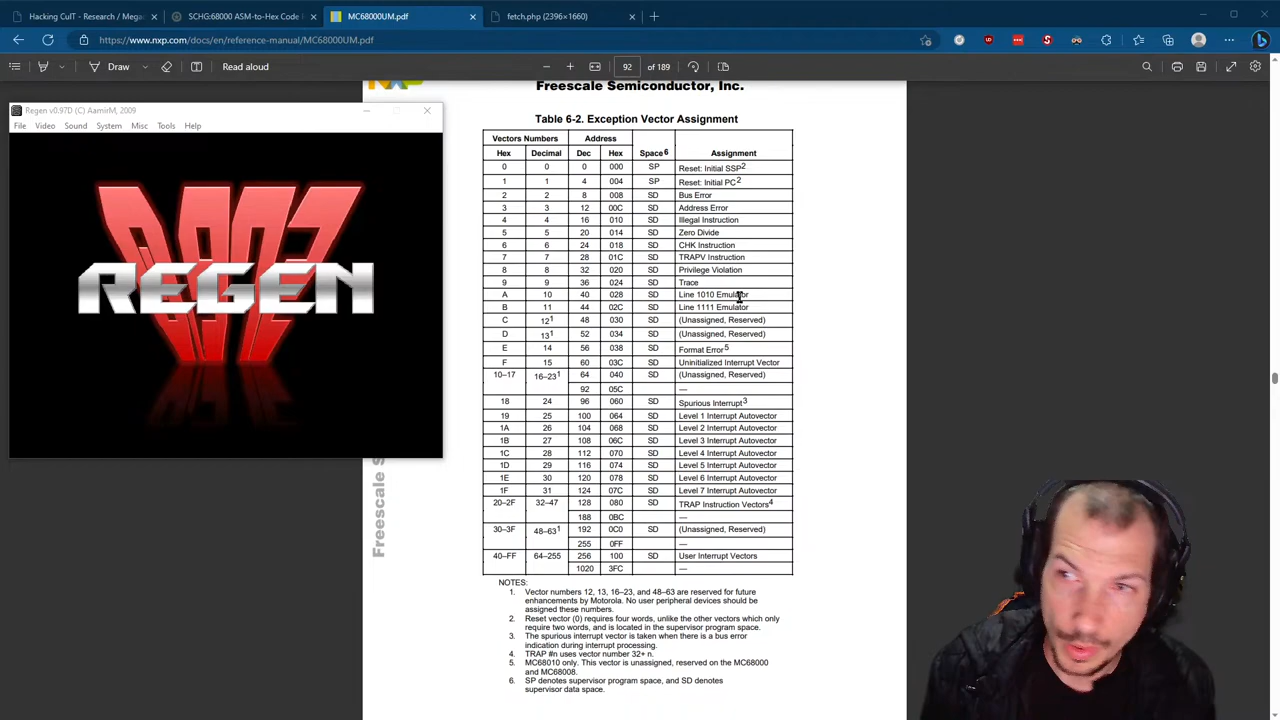 Hacking CulT - Research / Mega
SCHG:68000 ASM-to-Hex Code
MC68000UM.pdf
fetch.php (2396×1660)
https://www.nxp.com/docs/en/reference-manual/MC68000UM.pdf
Draw
Read aloud
92 of 189
Freescale Semiconductor, Inc.
Regen v0.97D (C) AamirM, 2009
File Video Sound System Misc Tools Help
REGEN
Freescale S
Table 6-2. Exception Vector Assignment
Vectors Numbers Address
Hex Decimal Dec Hex Space6 Assignment
0 0 0 000 SP Reset: Initial SSP2
1 1 4 004 SP Reset: Initial PC2
2 2 8 008 SD Bus Error
3 3 12 00C SD Address Error
4 4 16 010 SD Illegal Instruction
5 5 20 014 SD Zero Divide
6 6 24 018 SD CHK Instruction
7 7 28 01C SD TRAPV Instruction
8 8 32 020 SD Privilege Violation
9 9 36 024 SD Trace
A 10 40 028 SD Line 1010 Emulator
B 11 44 02C SD Line 1111 Emulator
C 121 48 030 SD (Unassigned, Reserved)
D 131 52 034 SD (Unassigned, Reserved)
E 14 56 038 SD Format Error5
F 15 60 03C SD Uninitialized Interrupt Vector
10–17 16–231 64 040 SD (Unassigned, Reserved)
92 05C —
18 24 96 060 SD Spurious Interrupt3
19 25 100 064 SD Level 1 Interrupt Autovector
1A 26 104 068 SD Level 2 Interrupt Autovector
1B 27 108 06C SD Level 3 Interrupt Autovector
1C 28 112 070 SD Level 4 Interrupt Autovector
1D 29 116 074 SD Level 5 Interrupt Autovector
1E 30 120 078 SD Level 6 Interrupt Autovector
1F 31 124 07C SD Level 7 Interrupt Autovector
20–2F 32–47 128 080 SD TRAP Instruction Vectors4
188 0BC —
30–3F 48–631 192 0C0 SD (Unassigned, Reserved)
255 0FF —
40–FF 64–255 256 100 SD User Interrupt Vectors
1020 3FC —
NOTES:
1. Vector numbers 12, 13, 16–23, and 48–63 are reserved for future
enhancements by Motorola. No user peripheral devices should be
assigned these numbers.
2. Reset vector (0) requires four words, unlike the other vectors which only
require two words, and is located in the supervisor program space.
3. The spurious interrupt vector is taken when there is a bus error
indication during interrupt processing.
4. TRAP #n uses vector number 32+ n.
5. MC68010 only. This vector is unassigned, reserved on the MC68000
and MC68008.
6. SP denotes supervisor program space, and SD denotes
supervisor data space.